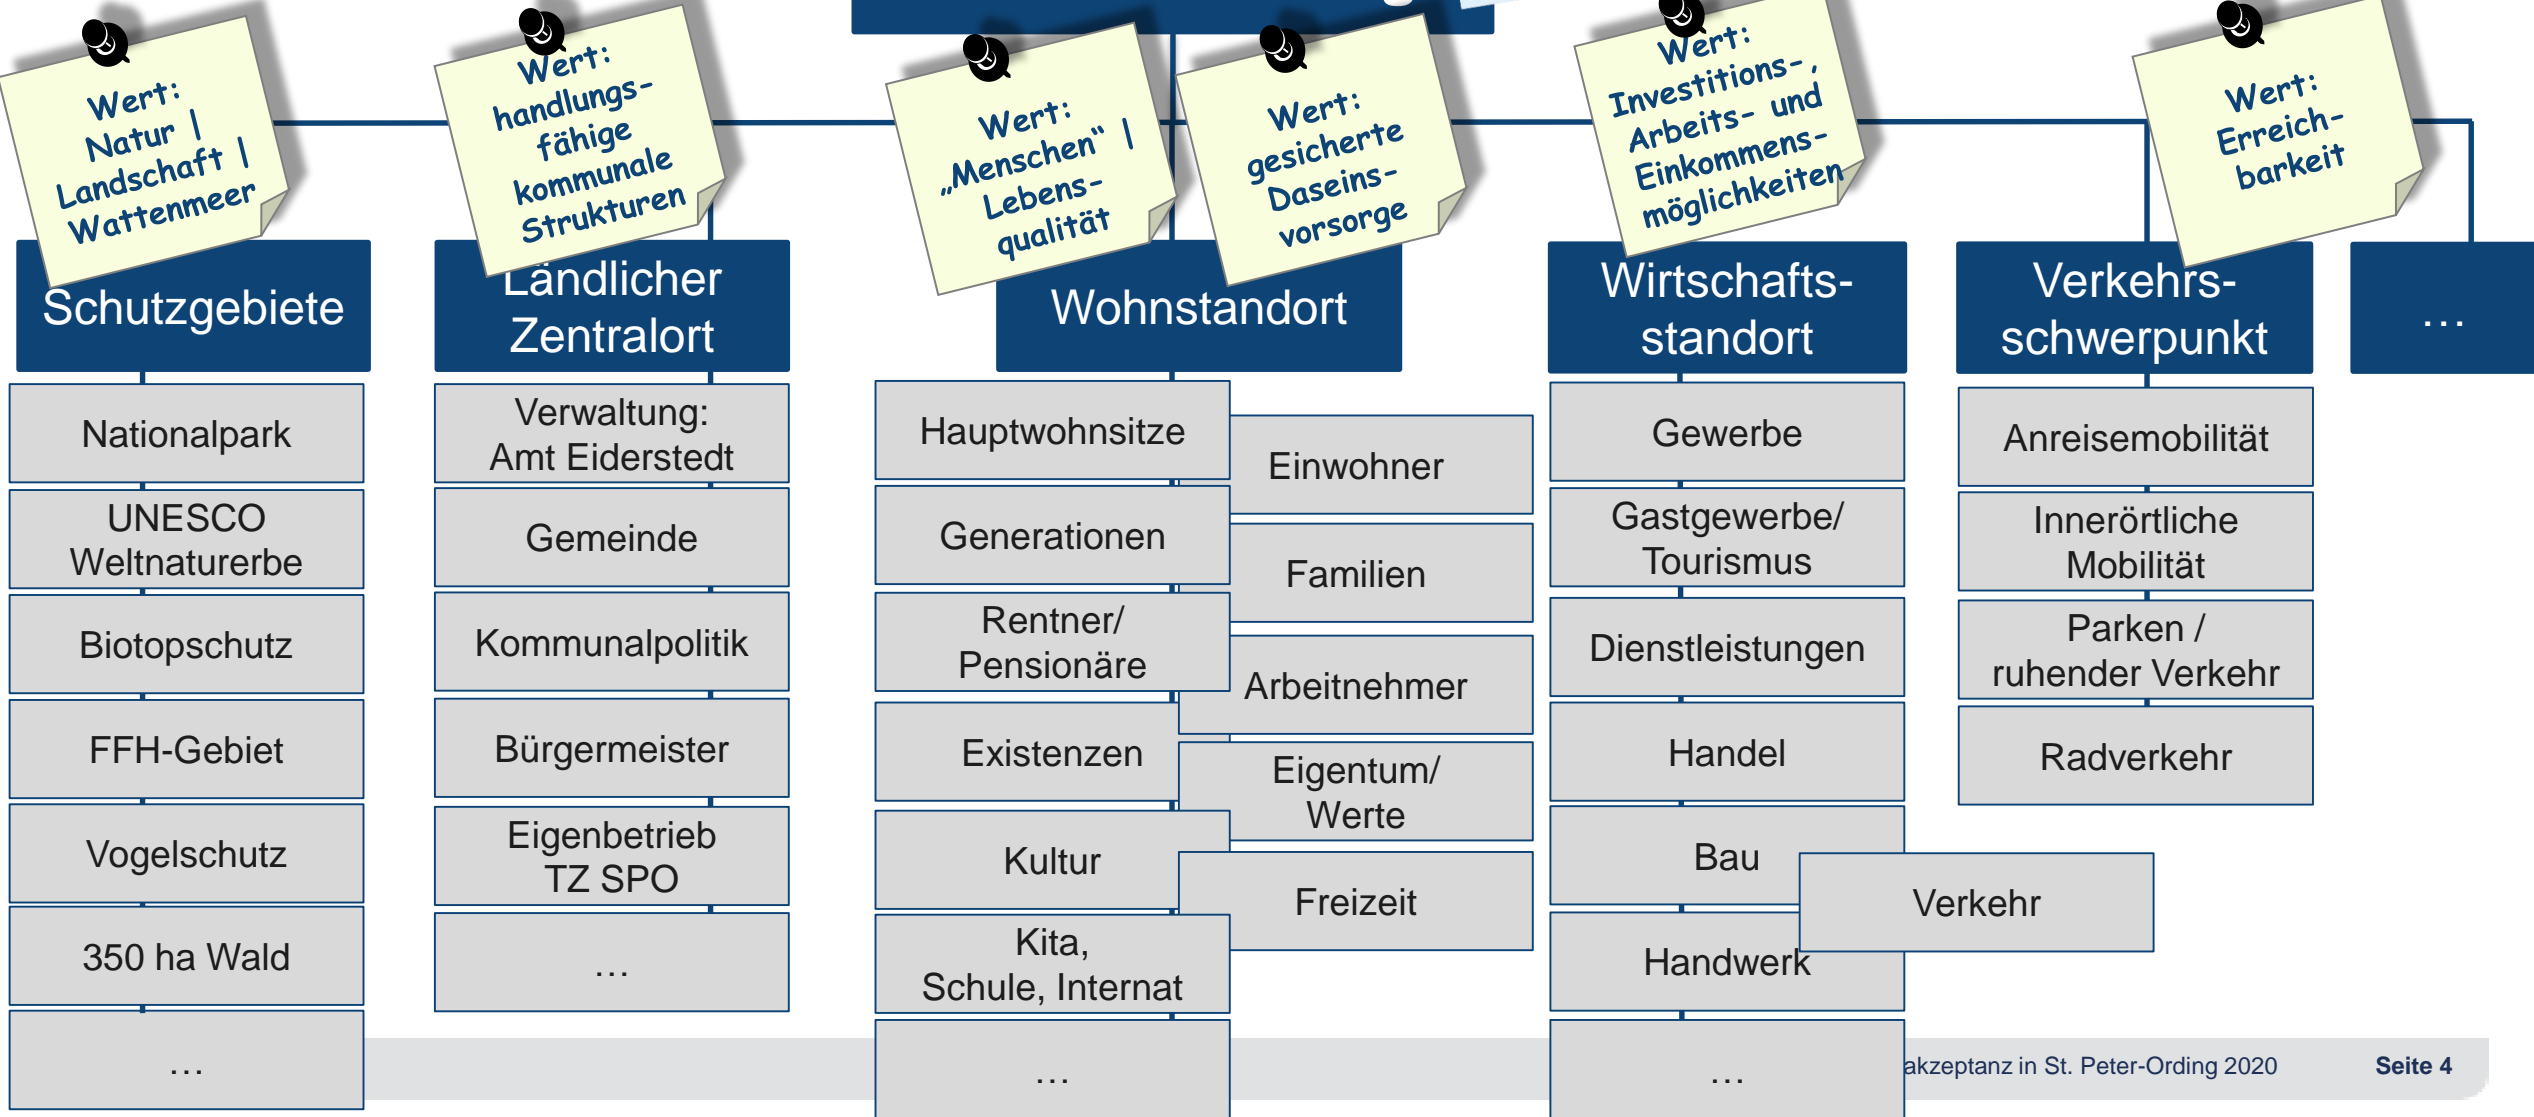 Wert:
Natur |
Landschaft |
Wattenmeer
Wert:
handlungs-
fähige
kommunale
Strukturen
Wert:
„Menschen“ |
Lebens-
qualität
Wert:
gesicherte
Daseins-
vorsorge
Wert:
Investitions-,
Arbeits- und
Einkommens-
möglichkeiten
Wert:
Erreich-
barkeit
Schutzgebiete
Nationalpark
UNESCO
Weltnaturerbe
Biotopschutz
FFH-Gebiet
Vogelschutz
350 ha Wald
…
Ländlicher
Zentralort
Verwaltung:
Amt Eiderstedt
Gemeinde
Kommunalpolitik
Bürgermeister
Eigenbetrieb
TZ SPO
…
Wohnstandort
Hauptwohnsitze
Einwohner
Generationen
Familien
Rentner/
Pensionäre
Arbeitnehmer
Existenzen
Eigentum/
Werte
Kultur
Freizeit
Kita,
Schule, Internat
…
Wirtschafts-
standort
Gewerbe
Gastgewerbe/
Tourismus
Dienstleistungen
Handel
Bau
Verkehr
Handwerk
…
Verkehrs-
schwerpunkt
Anreisemobilität
Innerörtliche
Mobilität
Parken /
ruhender Verkehr
Radverkehr
…
akzeptanz in St. Peter-Ording 2020 Seite 4